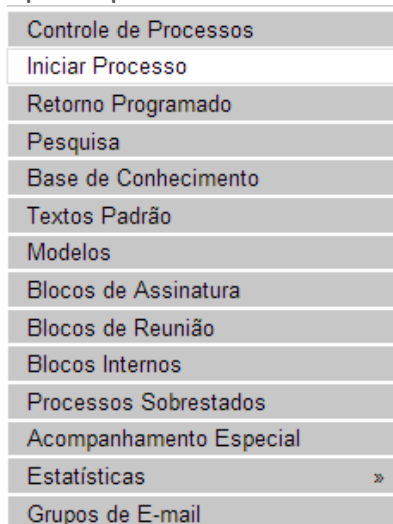 Controle de Processos
Iniciar Processo
Retorno Programado
Pesquisa
Base de Conhecimento
Textos Padrão
Modelos
Blocos de Assinatura
Blocos de Reunião
Blocos Internos
Processos Sobrestados
Acompanhamento Especial
Estatísticas »
Grupos de E-mail